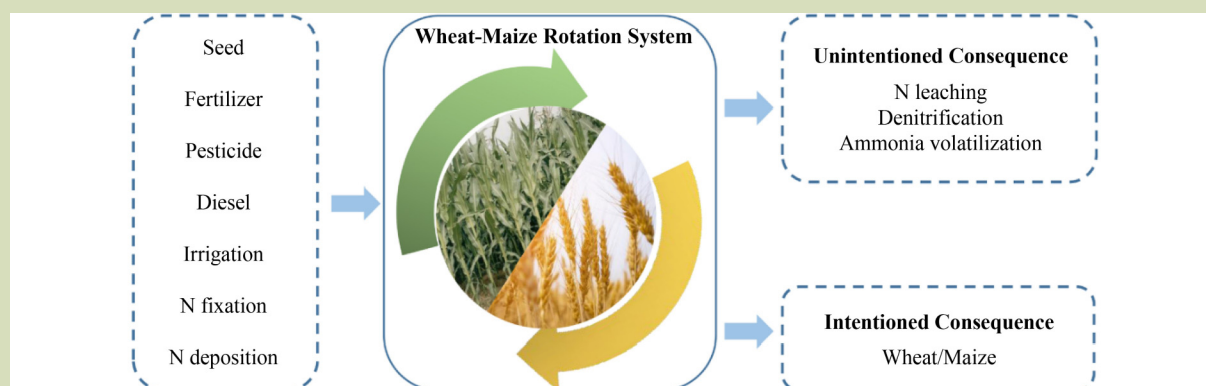 Seed
Fertilizer
Pesticide
Diesel
Irrigation
N fixation
N deposition
Wheat-Maize Rotation System
Unintentioned Consequence
N leaching
Denitrification
Ammonia volatilization
Intentioned Consequence
Wheat/Maize